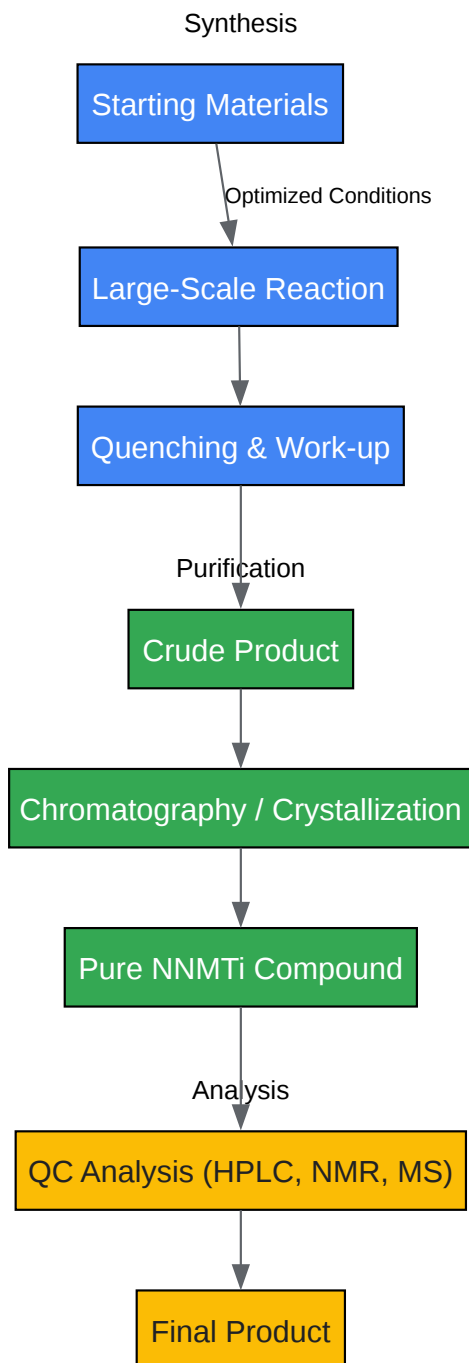 Synthesis
Starting Materials
Optimized Conditions
Large-Scale Reaction
Quenching & Work-up
Purification
Crude Product
Chromatography / Crystallization
Pure NNMTi Compound
Analysis
QC Analysis (HPLC, NMR, MS)
Final Product